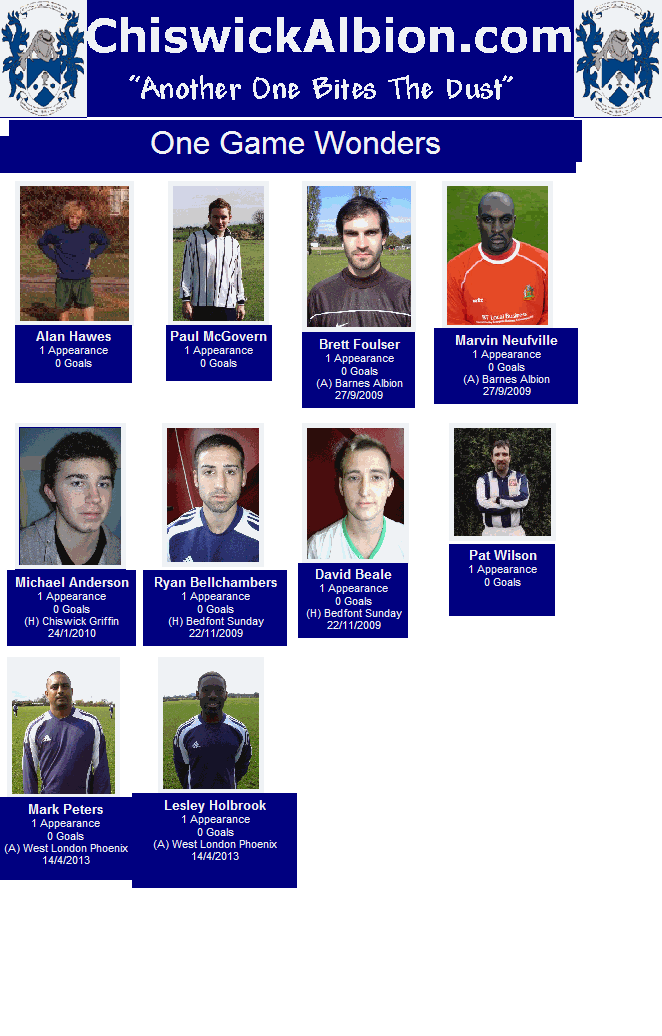 ChiswickAlbion.com
"Another One Bites The Dust"
One Game Wonders
Alan Hawes
1 Appearance
0 Goals
Paul McGovern
1 Appearance
0 Goals
Brett Foulser
1 Appearance
0 Goals
(A) Barnes Albion
27/9/2009
Marvin Neufville
1 Appearance
0 Goals
(A) Barnes Albion
27/9/2009
Michael Anderson
1 Appearance
0 Goals
(H) Chiswick Griffin
24/1/2010
Ryan Bellchambers
1 Appearance
0 Goals
(H) Bedfont Sunday
22/11/2009
David Beale
1 Appearance
0 Goals
(H) Bedfont Sunday
22/11/2009
Pat Wilson
1 Appearance
0 Goals
Mark Peters
1 Appearance
0 Goals
(A) West London Phoenix
14/4/2013
Lesley Holbrook
1 Appearance
0 Goals
(A) West London Phoenix
14/4/2013